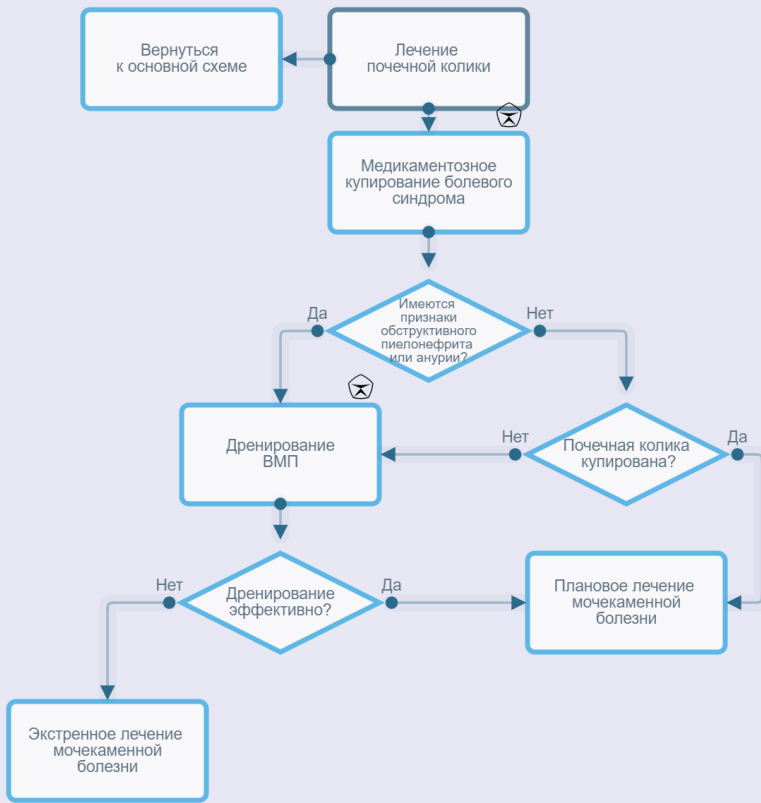 Вернуться
к основной схеме
Лечение
почечной колики
Медикаментозное
купирование болевого
синдрома
Имеются
признаки
обструктивного
пиелонефрита
или анурии?
Да
Нет
Дренирование
ВМП
Нет
Почечная колика
купирована?
Да
Нет
Дренирование
эффективно?
Да
Плановое лечение
мочекаменной
болезни
Экстренное лечение
мочекаменной
болезни